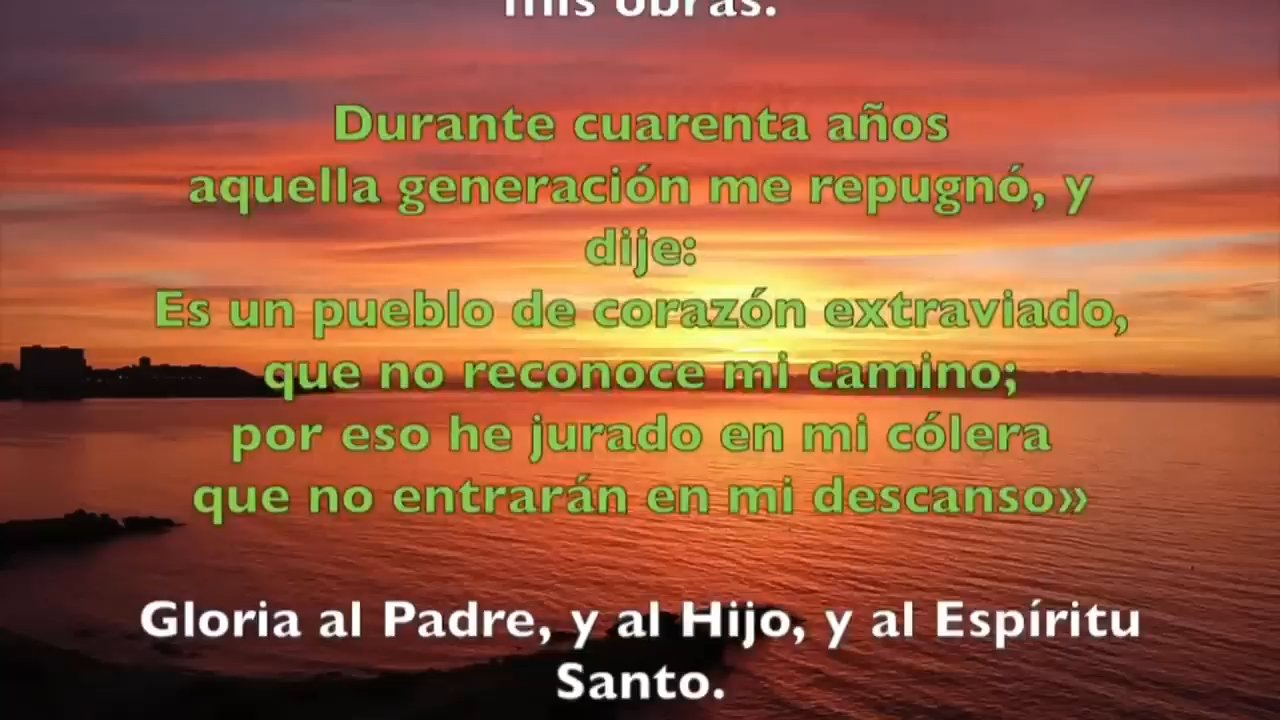 mis obras.
Durante cuarenta años
aquella generación me repugnó, y
dije:
Es un pueblo de corazón extraviado,
que no reconoce mi camino;
por eso he jurado en mi cólera
que no entrarán en mi descanso»
Gloria al Padre, y al Hijo, y al Espíritu
Santo.